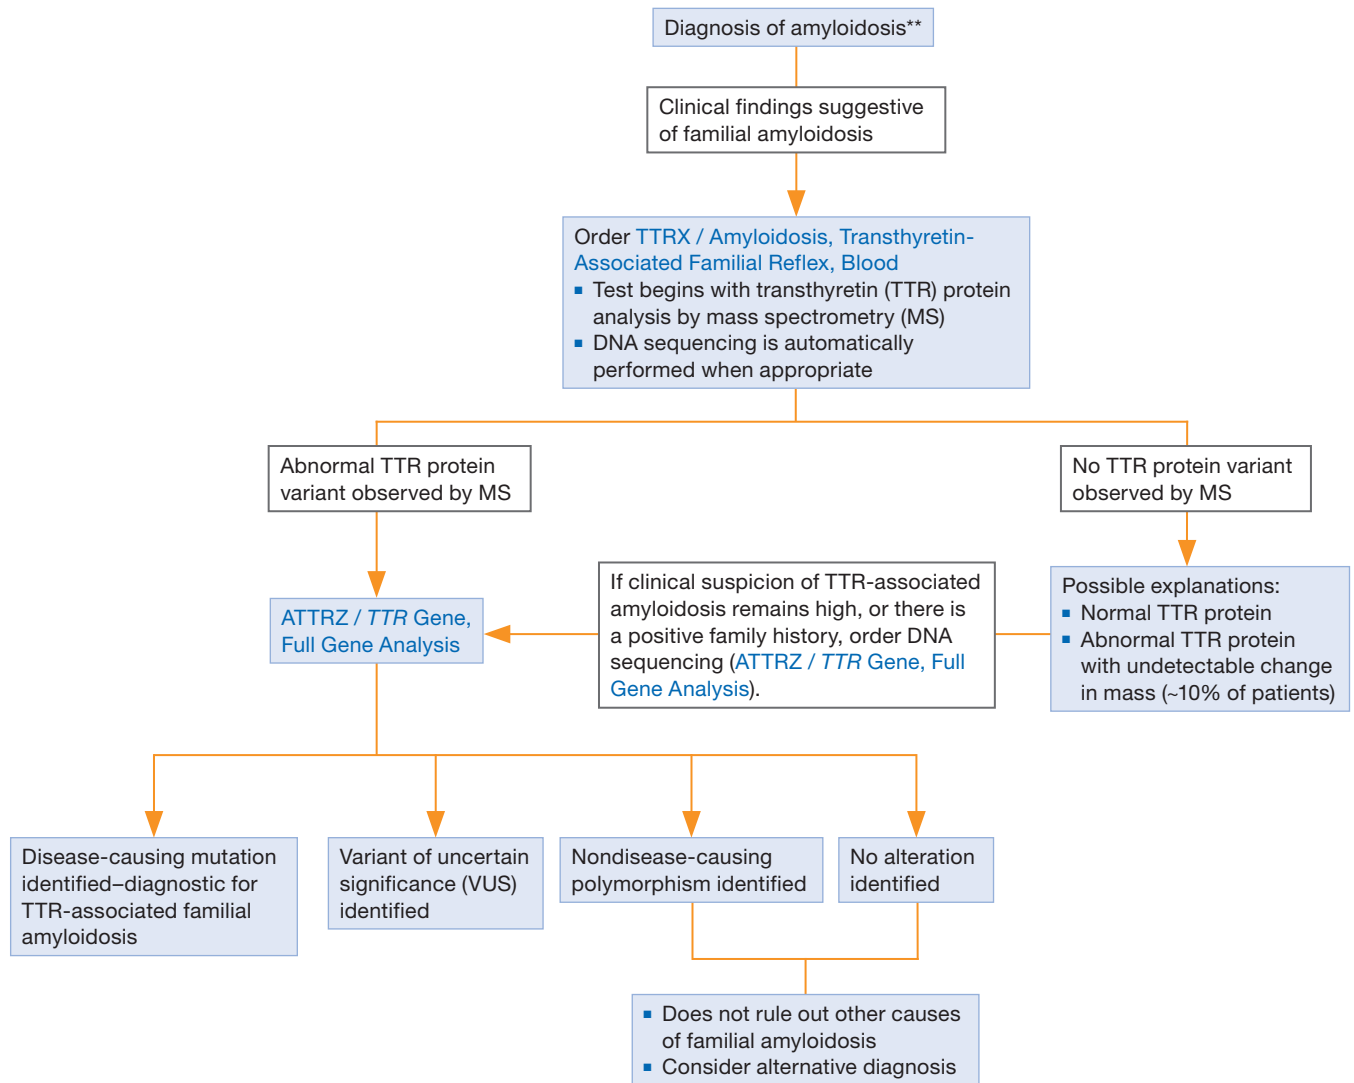 Diagnosis of amyloidosis**
Clinical findings suggestive
of familial amyloidosis
Order TTRX / Amyloidosis, Transthyretin-
Associated Familial Reflex, Blood
▪ Test begins with transthyretin (TTR) protein
analysis by mass spectrometry (MS)
▪ DNA sequencing is automatically
performed when appropriate
Abnormal TTR protein
variant observed by MS
No TTR protein variant
observed by MS
ATTRZ / TTR Gene,
Full Gene Analysis
If clinical suspicion of TTR-associated
amyloidosis remains high, or there is
a positive family history, order DNA
sequencing (ATTRZ / TTR Gene, Full
Gene Analysis).
Possible explanations:
▪ Normal TTR protein
▪ Abnormal TTR protein
with undetectable change
in mass (~10% of patients)
Disease-causing mutation
identified–diagnostic for
TTR-associated familial
amyloidosis
Variant of uncertain
significance (VUS)
identified
Nondisease-causing
polymorphism identified
No alteration
identified
▪ Does not rule out other causes
of familial amyloidosis
▪ Consider alternative diagnosis